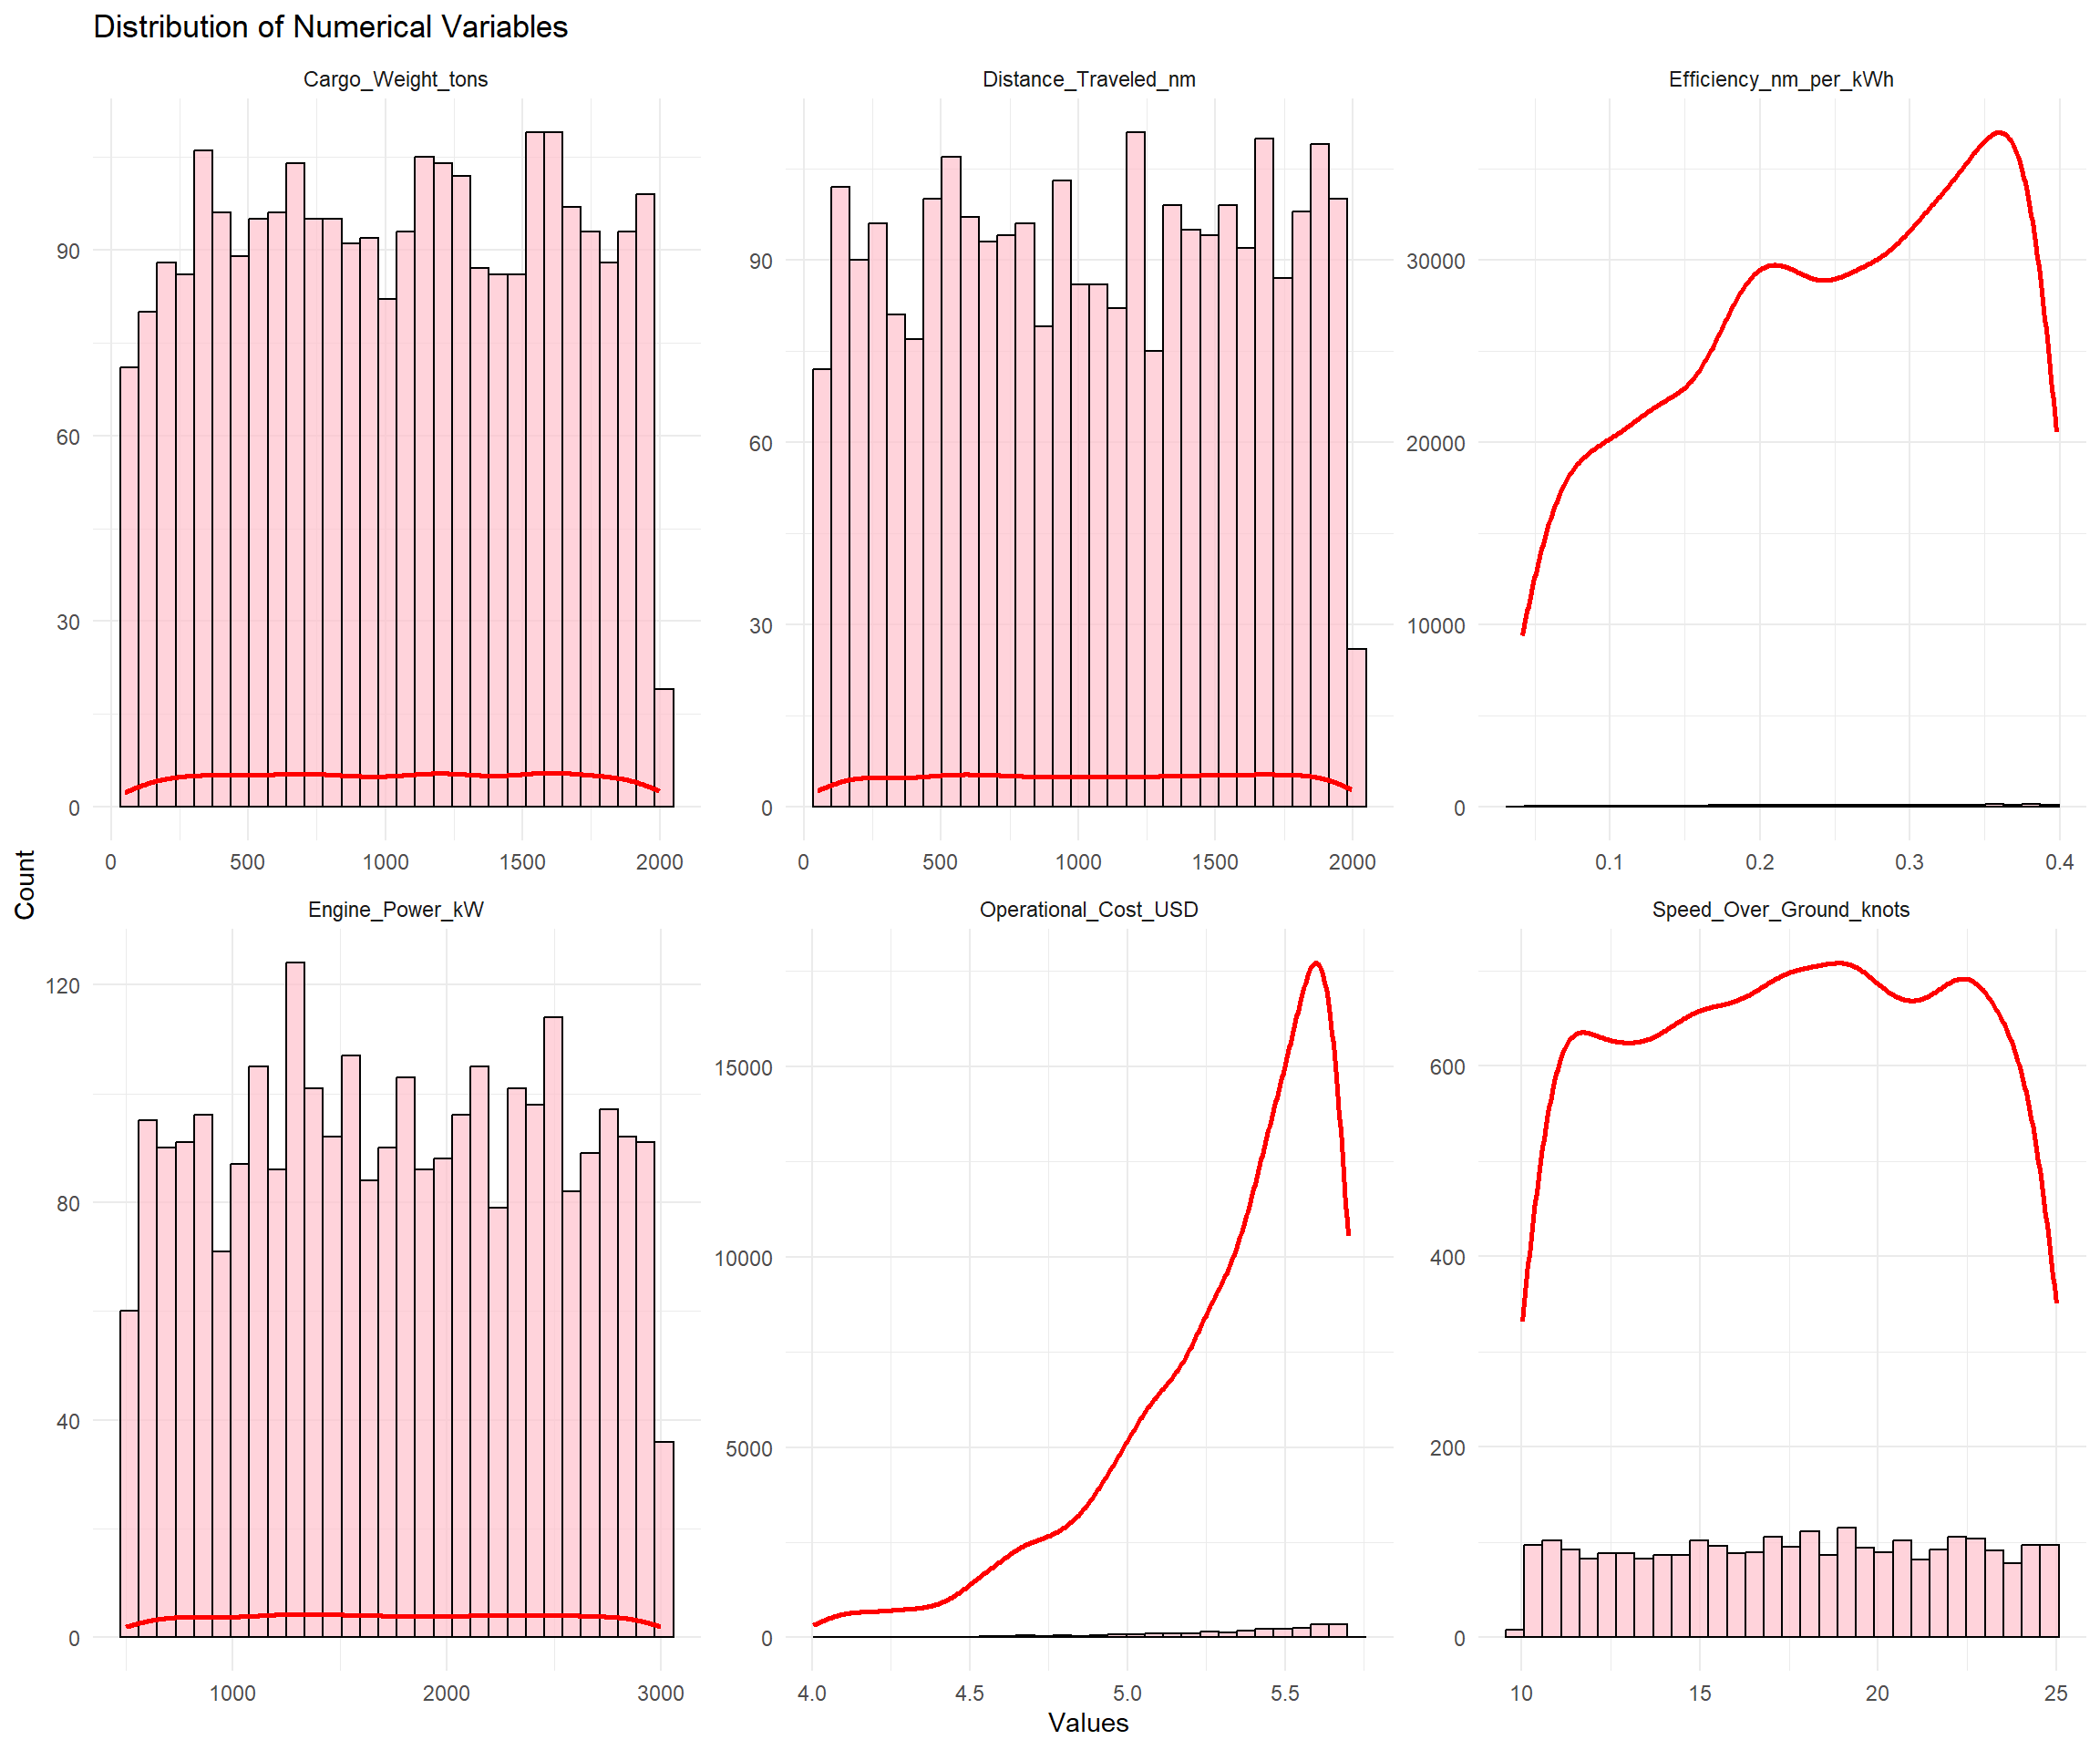 Distribution of Numerical Variables
Cargo_Weight_tons
Distance_Traveled_nm
Efficiency_nm_per_kWh
90
60
30
0
0 500 1000 1500 2000
90
60
30
0
0 500 1000 1500 2000
30000
20000
10000
0
0.1 0.2 0.3 0.4
Count
Engine_Power_kW
Operational_Cost_USD
Speed_Over_Ground_knots
120
80
40
0
1000 2000 3000
15000
10000
5000
0
4.0 4.5 5.0 5.5
600
400
200
0
10 15 20 25
Values